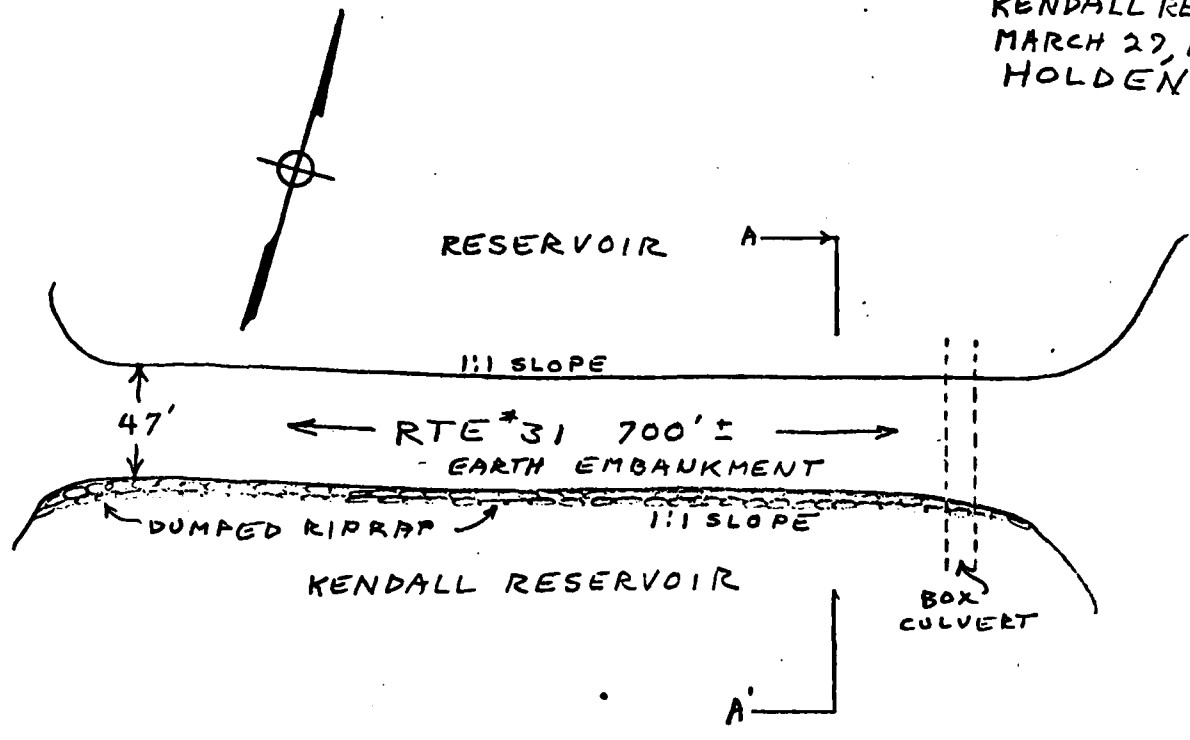 KENDALL RE
MARCH 27,
HOLDEN
RESERVOIR
A
1:1 SLOPE
47'
RTE #31 700' ±
EARTH EMBANKMENT
DUMPED RIPRAP
1:1 SLOPE
KENDALL RESERVOIR
BOX
CULVERT
A'